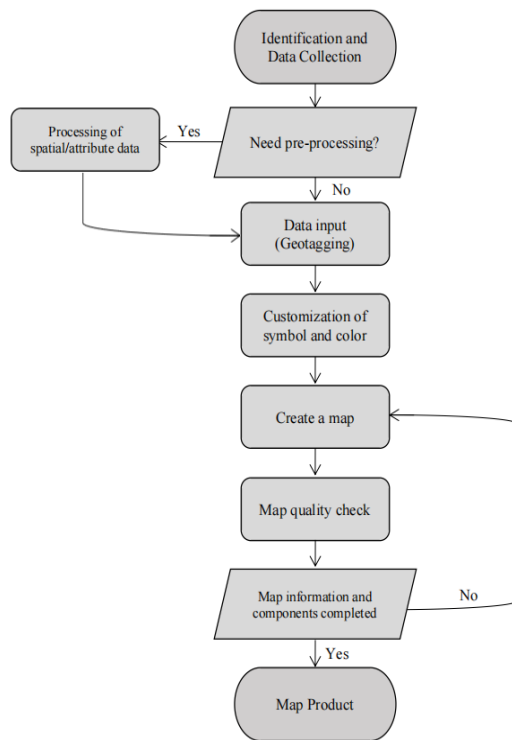 Identification and
Data Collection
Processing of
spatial/attribute data
Yes
Need pre-processing?
No
Data input
(Geotagging)
Customization of
symbol and color
Create a map
Map quality check
Map information and
components completed
No
Yes
Map Product